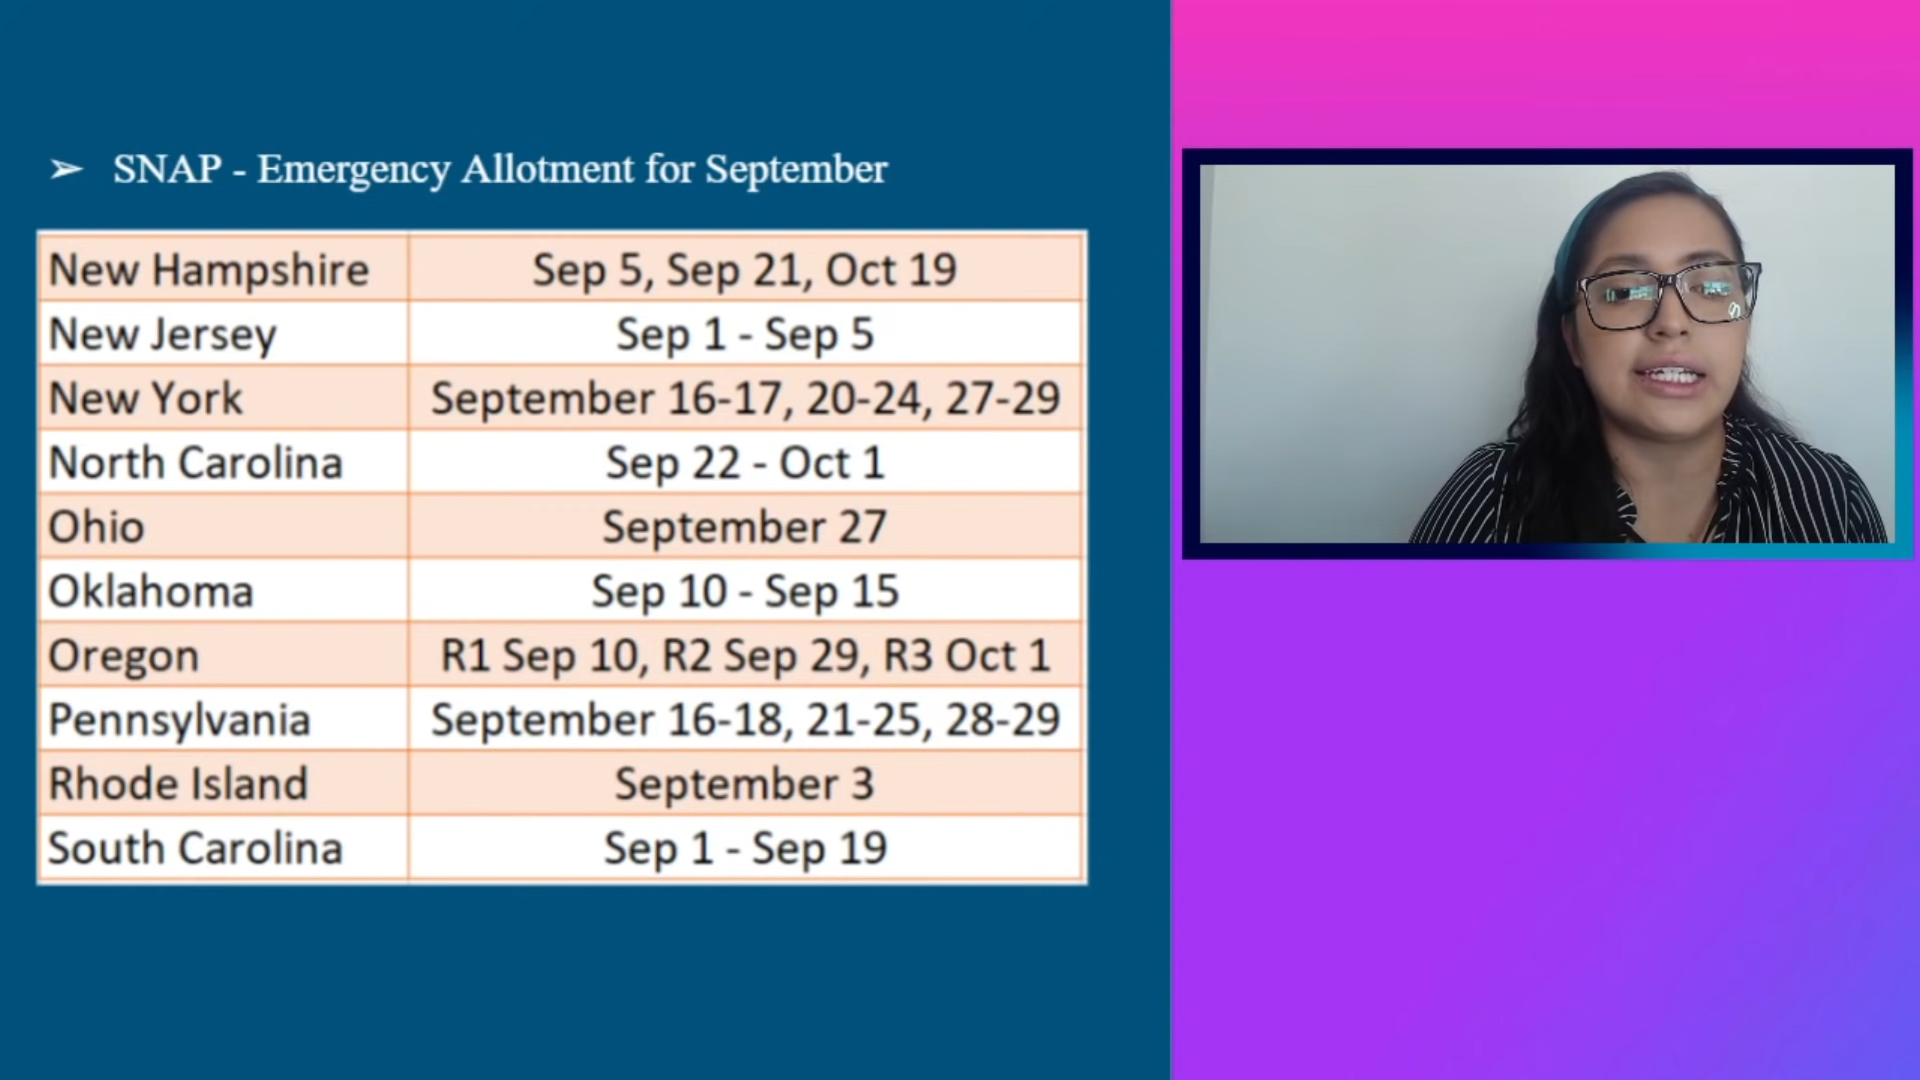 ➢ SNAP - Emergency Allotment for September
New Hampshire Sep 5, Sep 21, Oct 19
New Jersey Sep 1 - Sep 5
New York September 16-17, 20-24, 27-29
North Carolina Sep 22 - Oct 1
Ohio September 27
Oklahoma Sep 10 - Sep 15
Oregon R1 Sep 10, R2 Sep 29, R3 Oct 1
Pennsylvania September 16-18, 21-25, 28-29
Rhode Island September 3
South Carolina Sep 1 - Sep 19